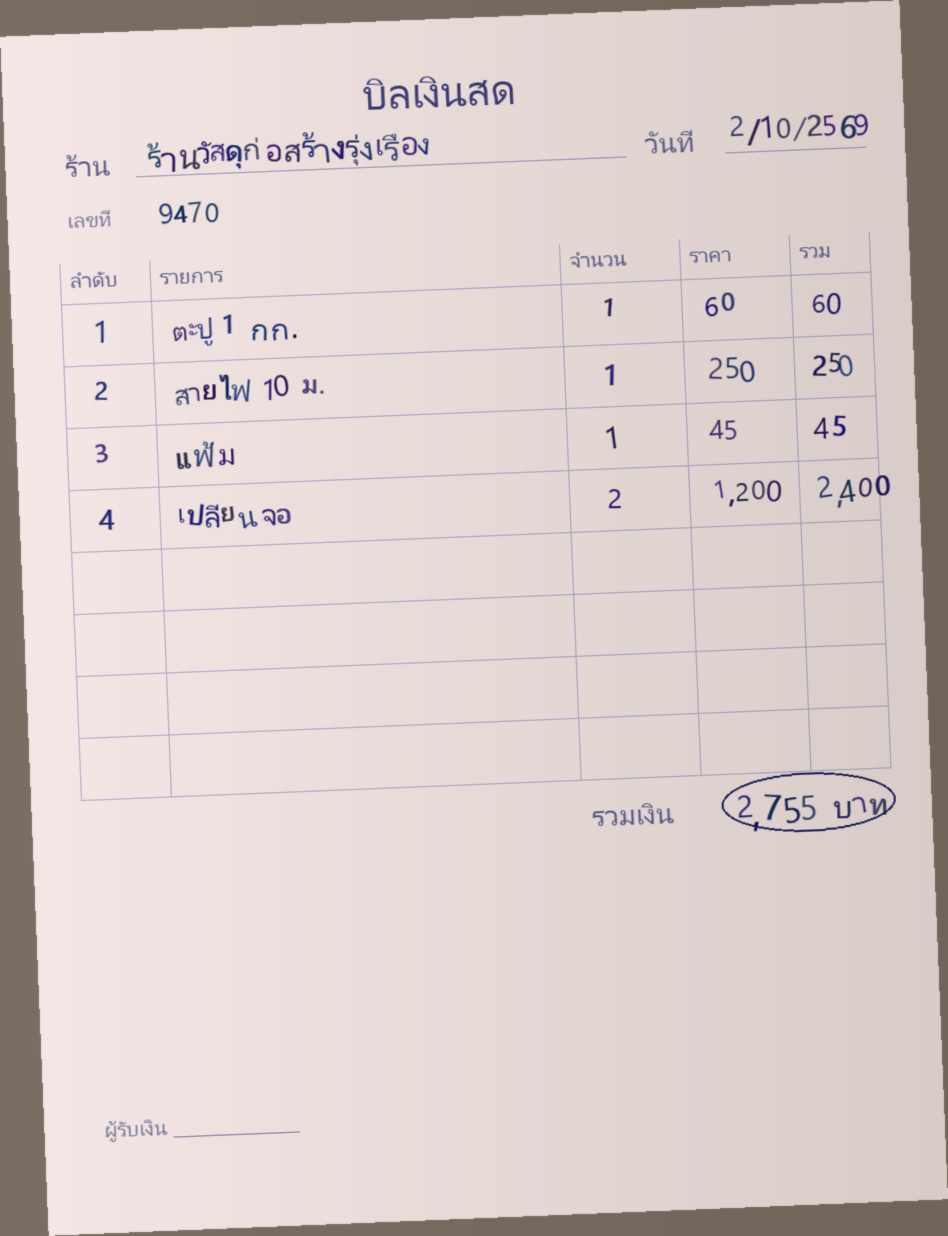 บิลเงินสด
ร้าน ร้านวัสดุก่อสร้างรุ่งเรือง วันที่ 2/10/2569
เลขที่ 9470
ลำดับ รายการ จำนวน ราคา รวม
1 ตะปู 1 กก. 1 60 60
2 สายไฟ 10 ม. 1 250 250
3 แฟ้ม 1 45 45
4 เปลี่ยนจอ 2 1,200 2,400
รวมเงิน 2,755 บาท
ผู้รับเงิน